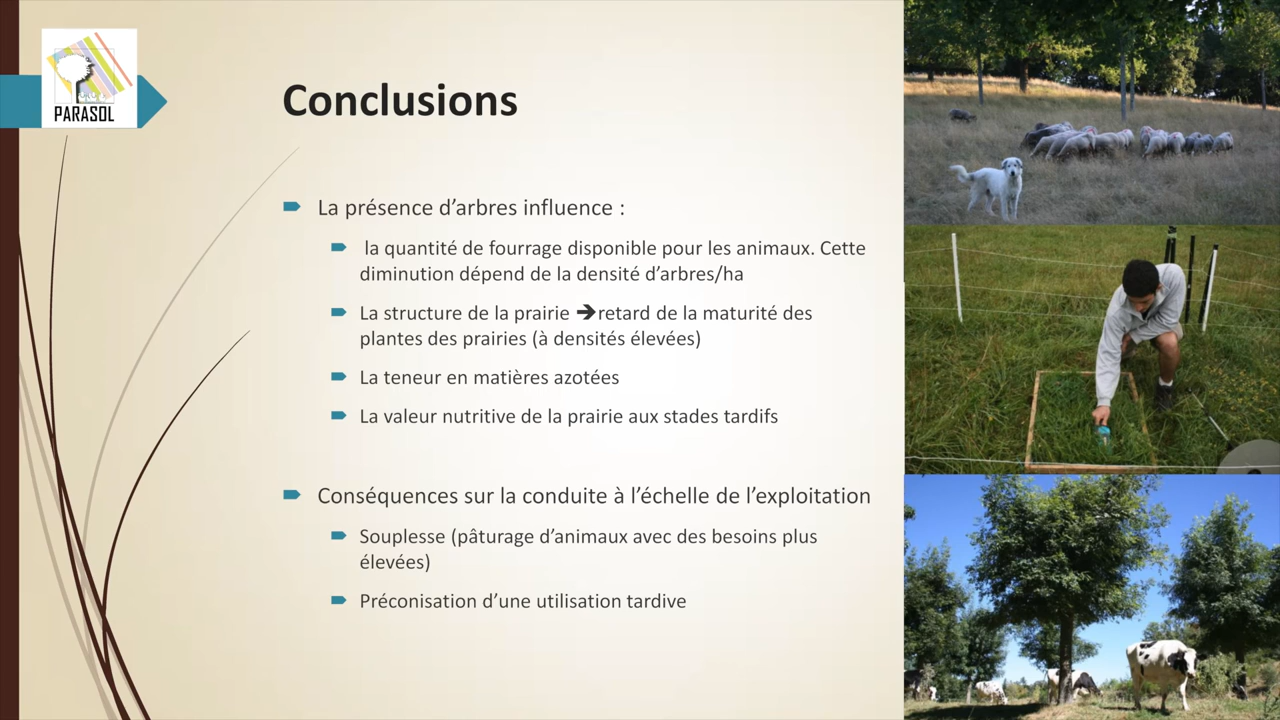 PARASOL
Conclusions
La présence d’arbres influence :
la quantité de fourrage disponible pour les animaux. Cette
diminution dépend de la densité d’arbres/ha
La structure de la prairie ➔retard de la maturité des
plantes des prairies (à densités élevées)
La teneur en matières azotées
La valeur nutritive de la prairie aux stades tardifs
Conséquences sur la conduite à l’échelle de l’exploitation
Souplesse (pâturage d’animaux avec des besoins plus
élevées)
Préconisation d’une utilisation tardive